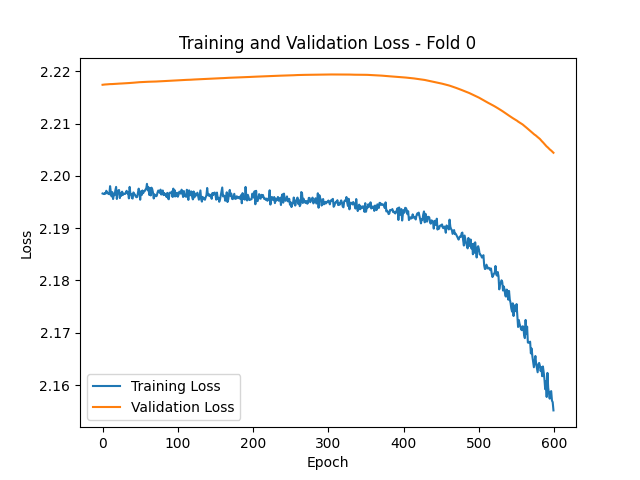 Training and Validation Loss - Fold 0
2.22
2.21
2.20
2.19
2.18
2.17
2.16
Loss
Training Loss
Validation Loss
0 100 200 300 400 500 600
Epoch